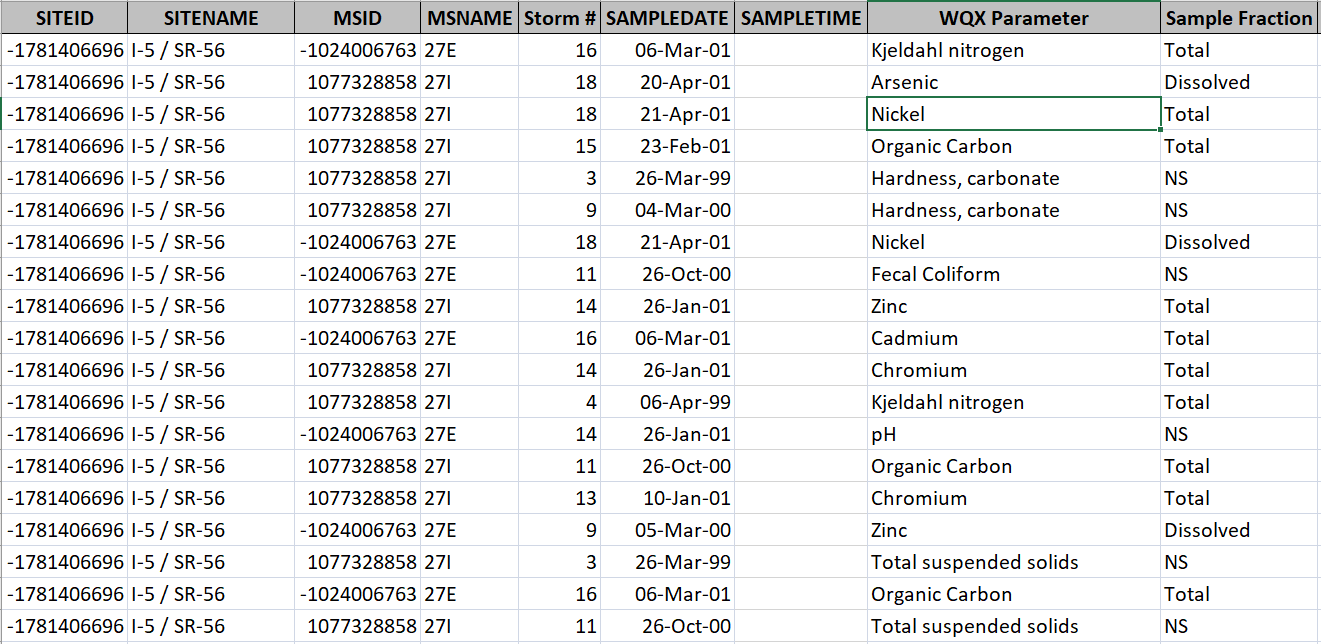 SITEID SITENAME MSID MSNAME Storm # SAMPLEDATE SAMPLETIME WQX Parameter Sample Fraction
-1781406696 I-5 / SR-56 -1024006763 27E 16 06-Mar-01 Kjeldahl nitrogen Total
-1781406696 I-5 / SR-56 1077328858 27I 18 20-Apr-01 Arsenic Dissolved
-1781406696 I-5 / SR-56 1077328858 27I 18 21-Apr-01 Nickel Total
-1781406696 I-5 / SR-56 1077328858 27I 15 23-Feb-01 Organic Carbon Total
-1781406696 I-5 / SR-56 1077328858 27I 3 26-Mar-99 Hardness, carbonate NS
-1781406696 I-5 / SR-56 1077328858 27I 9 04-Mar-00 Hardness, carbonate NS
-1781406696 I-5 / SR-56 -1024006763 27E 18 21-Apr-01 Nickel Dissolved
-1781406696 I-5 / SR-56 -1024006763 27E 11 26-Oct-00 Fecal Coliform NS
-1781406696 I-5 / SR-56 1077328858 27I 14 26-Jan-01 Zinc Total
-1781406696 I-5 / SR-56 -1024006763 27E 16 06-Mar-01 Cadmium Total
-1781406696 I-5 / SR-56 1077328858 27I 14 26-Jan-01 Chromium Total
-1781406696 I-5 / SR-56 1077328858 27I 4 06-Apr-99 Kjeldahl nitrogen Total
-1781406696 I-5 / SR-56 -1024006763 27E 14 26-Jan-01 pH NS
-1781406696 I-5 / SR-56 1077328858 27I 11 26-Oct-00 Organic Carbon Total
-1781406696 I-5 / SR-56 1077328858 27I 13 10-Jan-01 Chromium Total
-1781406696 I-5 / SR-56 -1024006763 27E 9 05-Mar-00 Zinc Dissolved
-1781406696 I-5 / SR-56 1077328858 27I 3 26-Mar-99 Total suspended solids NS
-1781406696 I-5 / SR-56 -1024006763 27E 16 06-Mar-01 Organic Carbon Total
-1781406696 I-5 / SR-56 1077328858 27I 11 26-Oct-00 Total suspended solids NS